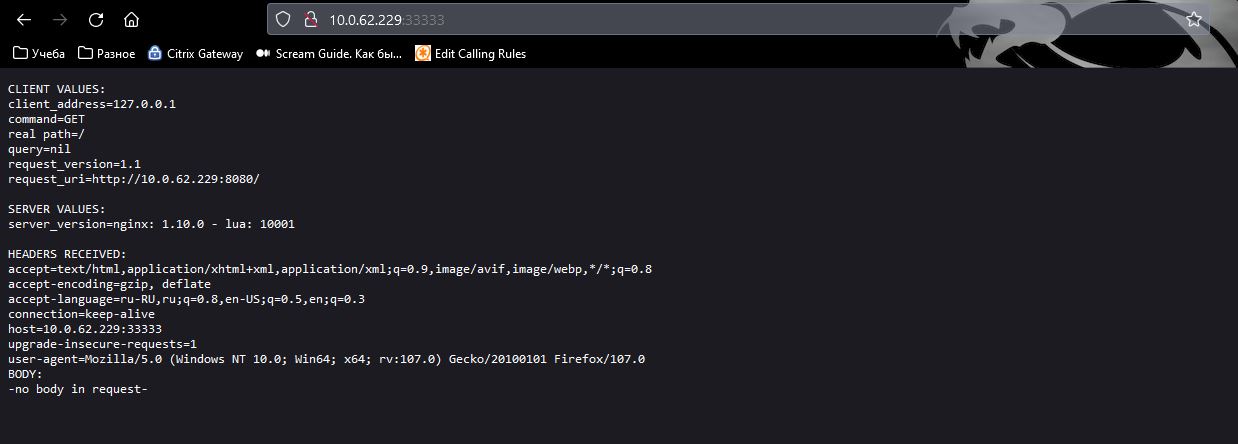 10.0.62.229:33333
Учеба Разное Citrix Gateway Scream Guide. Как бы... Edit Calling Rules
CLIENT VALUES:
client_address=127.0.0.1
command=GET
real path=/
query=nil
request_version=1.1
request_uri=http://10.0.62.229:8080/
SERVER VALUES:
server_version=nginx: 1.10.0 - lua: 10001
HEADERS RECEIVED:
accept=text/html,application/xhtml+xml,application/xml;q=0.9,image/avif,image/webp,*/*;q=0.8
accept-encoding=gzip, deflate
accept-language=ru-RU,ru;q=0.8,en-US;q=0.5,en;q=0.3
connection=keep-alive
host=10.0.62.229:33333
upgrade-insecure-requests=1
user-agent=Mozilla/5.0 (Windows NT 10.0; Win64; x64; rv:107.0) Gecko/20100101 Firefox/107.0
BODY:
-no body in request-